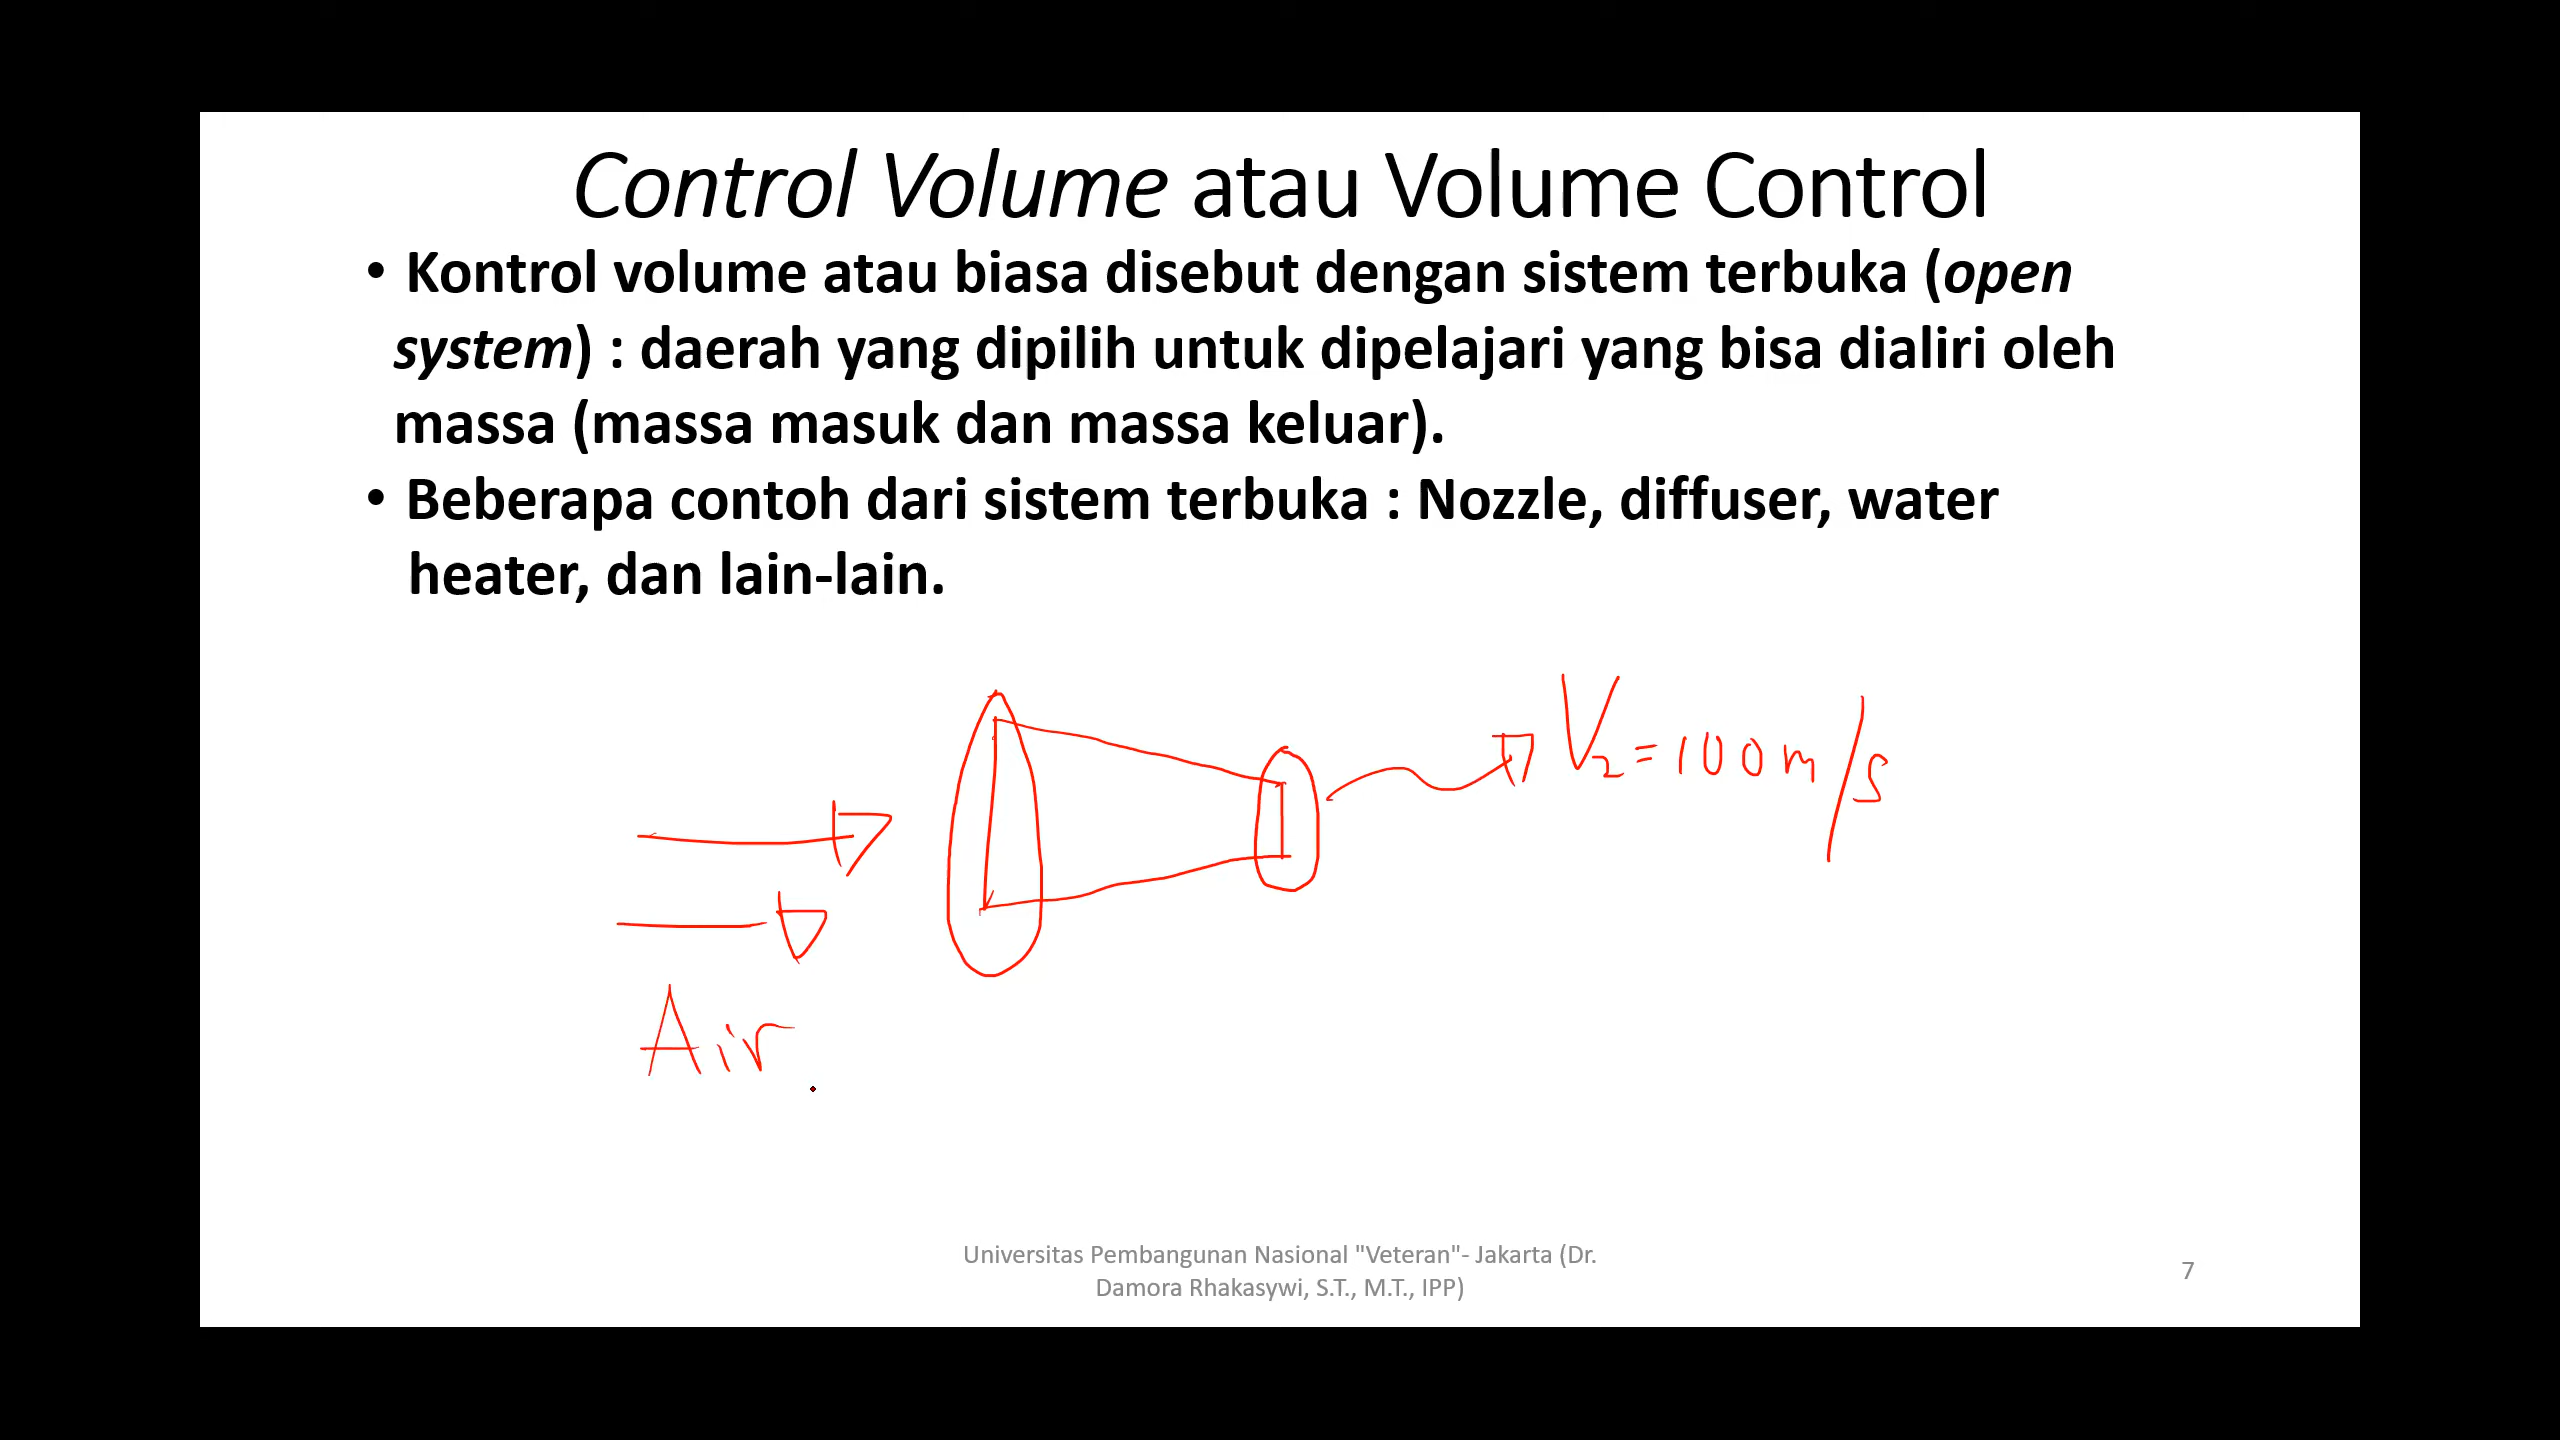 Control Volume atau Volume Control
• Kontrol volume atau biasa disebut dengan sistem terbuka (open
system) : daerah yang dipilih untuk dipelajari yang bisa dialiri oleh
massa (massa masuk dan massa keluar).
• Beberapa contoh dari sistem terbuka : Nozzle, diffuser, water
heater, dan lain-lain.
V₂ = 100 m/s
Air
Universitas Pembangunan Nasional "Veteran"- Jakarta (Dr.
Damora Rhakasywi, S.T., M.T., IPP)
7